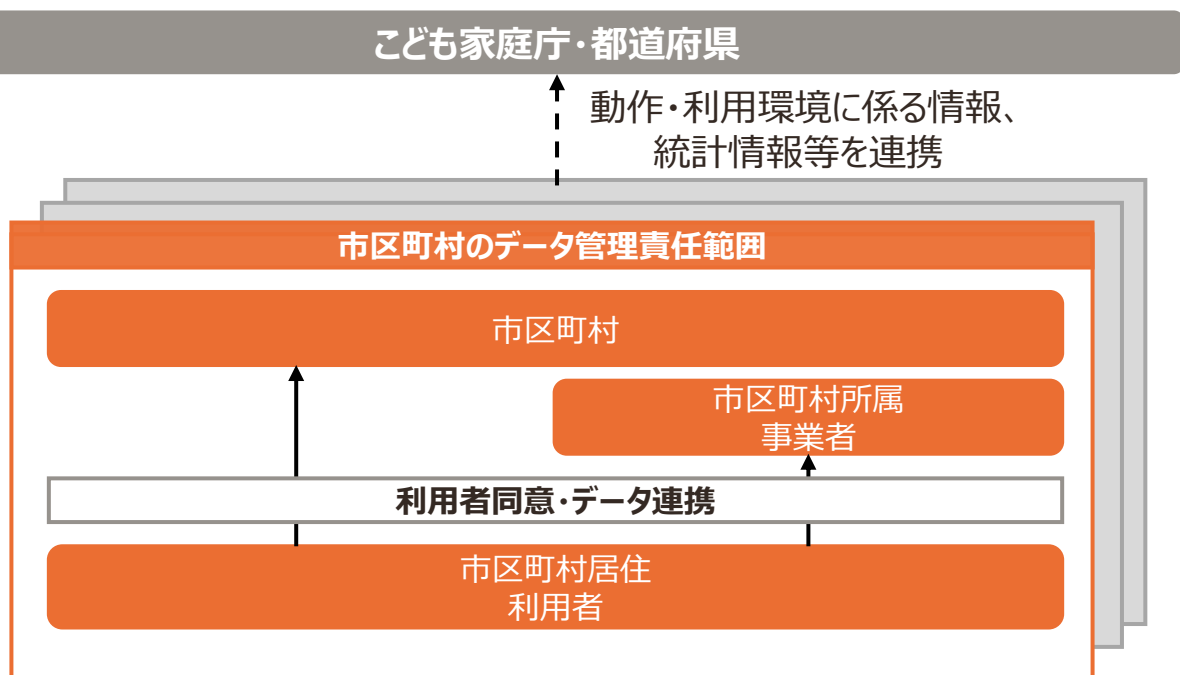 こども家庭庁・都道府県
動作・利用環境に係る情報、
統計情報等を連携
市区町村のデータ管理責任範囲
市区町村
市区町村所属
事業者
利用者同意・データ連携
市区町村居住
利用者